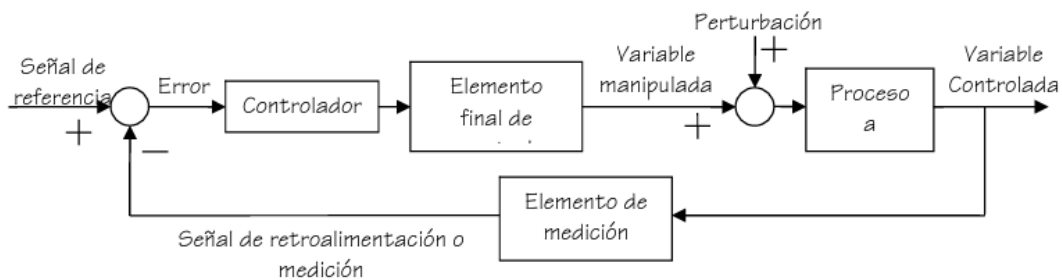 Perturbación
+
Señal de
referencia
+
−
Error
Controlador
Elemento
final de
Variable
manipulada
+
Proceso
a
Variable
Controlada
Elemento de
medición
Señal de retroalimentación o
medición